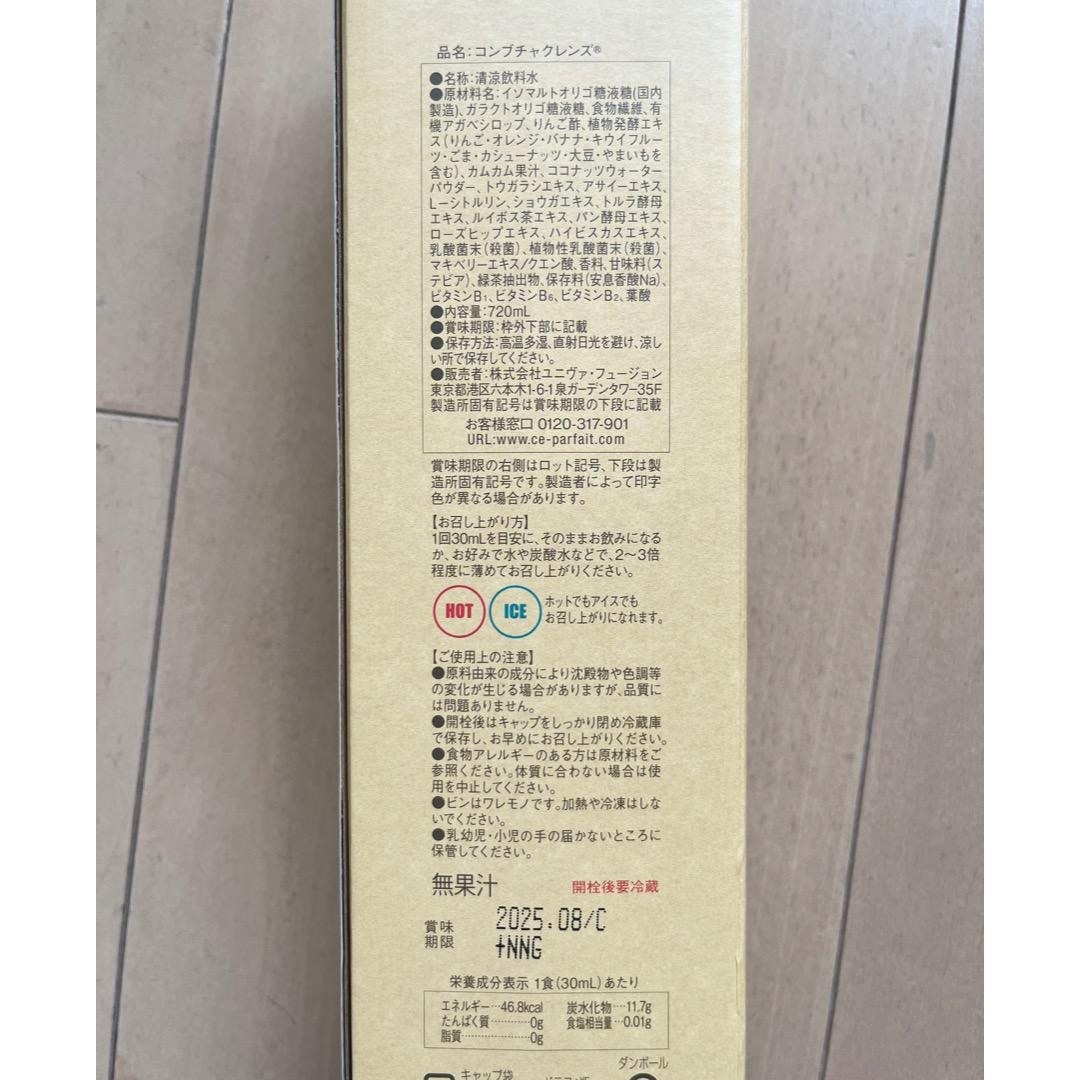 品名：コンブチャクレンズ®
●名称：清涼飲料水
●原材料名：イソマルトオリゴ糖液糖（国内
製造）、ガラクトオリゴ糖液糖、食物繊維、有
機アガベシロップ、りんご酢、植物発酵エキ
ス（りんご・オレンジ・バナナ・キウイフルー
ツ・ごま・カシューナッツ・大豆・やまいもを
含む）、カムカム果汁、ココナッツウォーター
パウダー、トウガラシエキス、アサイーエキス、
L－シトルリン、ショウガエキス、トルラ酵母
エキス、ルイボス茶エキス、パン酵母エキス、
ローズヒップエキス、ハイビスカスエキス、
乳酸菌末（殺菌）、植物性乳酸菌末（殺菌）、
マキベリーエキス/クエン酸、香料、甘味料（ス
テビア）、緑茶抽出物、保存料（安息香酸Na）、
ビタミンB₁、ビタミンB₆、ビタミンB₂、葉酸
●内容量：720mL
●賞味期限：枠外下部に記載
●保存方法：高温多湿、直射日光を避け、涼し
い所で保存してください。
●販売者：株式会社ユニヴァ・フュージョン
東京都港区六本木1-6-1泉ガーデンタワー35F
製造所固有記号は賞味期限の下段に記載
お客様窓口 0120-317-901
URL:www.ce-parfait.com
賞味期限の右側はロット記号、下段は製
造所固有記号です。製造者によって印字
色が異なる場合があります。
【お召し上がり方】
1回30mLを目安に、そのままお飲みになる
か、お好みで水や炭酸水などで、2〜3倍
程度に薄めてお召し上がりください。
HOT ICE ホットでもアイスでも
お召し上がりになれます。
【ご使用上の注意】
●原料由来の成分により沈殿物や色調等
の変化が生じる場合がありますが、品質に
は問題ありません。
●開栓後はキャップをしっかり閉め冷蔵庫
で保存し、お早めにお召し上がりください。
●食物アレルギーのある方は原材料をご
参照ください。体質に合わない場合は使
用を中止してください。
●ビンはワレモノです。加熱や冷凍はしな
いでください。
●乳幼児・小児の手の届かないところに
保管してください。
無果汁 開栓後要冷蔵
賞味
期限
2025.08/C
+NNG
栄養成分表示 1食（30mL）あたり
エネルギー…46.8kcal 炭水化物…11.7g
たんぱく質………0g 食塩相当量…0.01g
脂質…………0g
ダンボール
キャップ袋